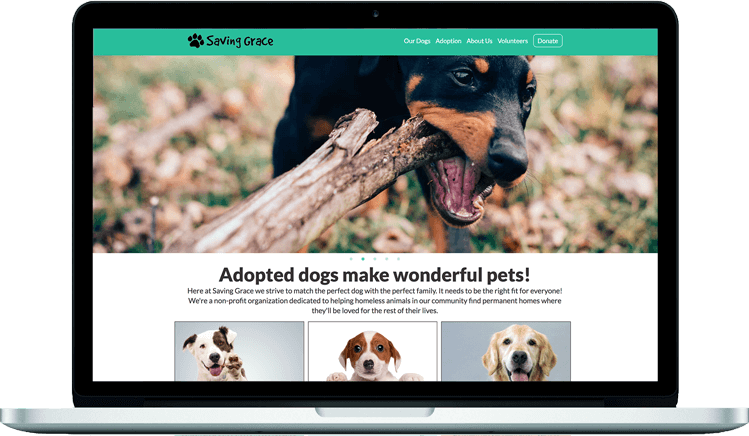 Saving Grace
Our Dogs Adoption About Us Volunteers Donate
Adopted dogs make wonderful pets!
Here at Saving Grace we strive to match the perfect dog with the perfect family. It needs to be the right fit for everyone!
We're a non-profit organization dedicated to helping homeless animals in our community find permanent homes where
they'll be loved for the rest of their lives.